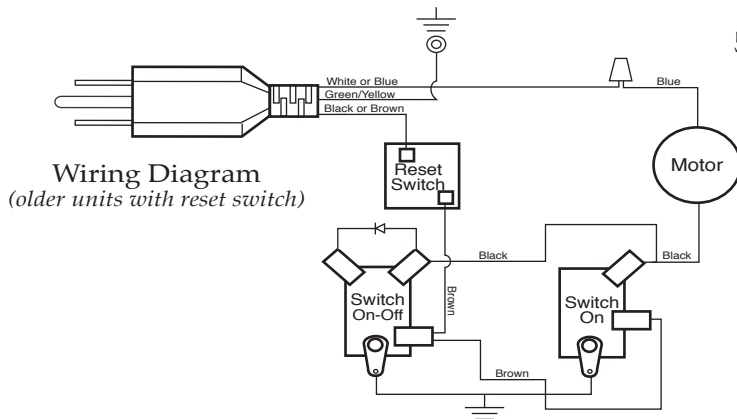 White or Blue
Green/Yellow
Black or Brown
Blue
Wiring Diagram
(older units with reset switch)
Reset
Switch
Motor
Black
Black
Brown
Switch
On-Off
Switch
On
Brown